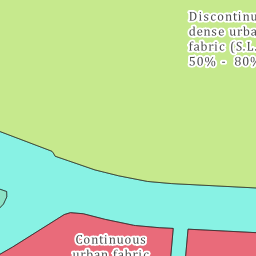 Discontinu
dense urba
fabric (S.L.
50% - 80%
Continuous
urban fabric